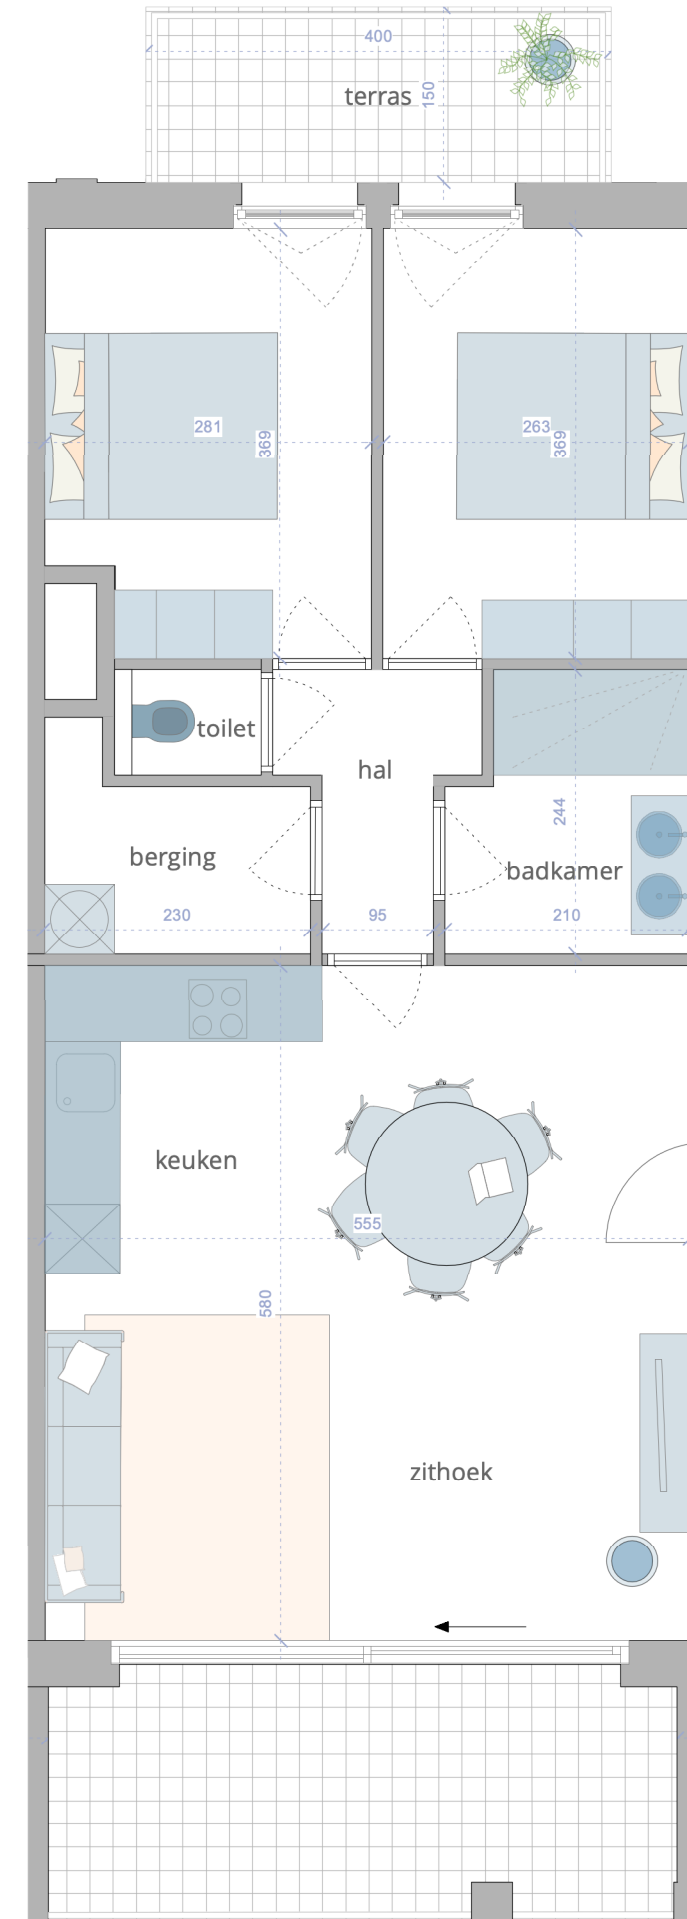 400
terras
150
281
369
263
369
toilet
hal
244
berging
badkamer
230
95
210
keuken
555
580
zithoek